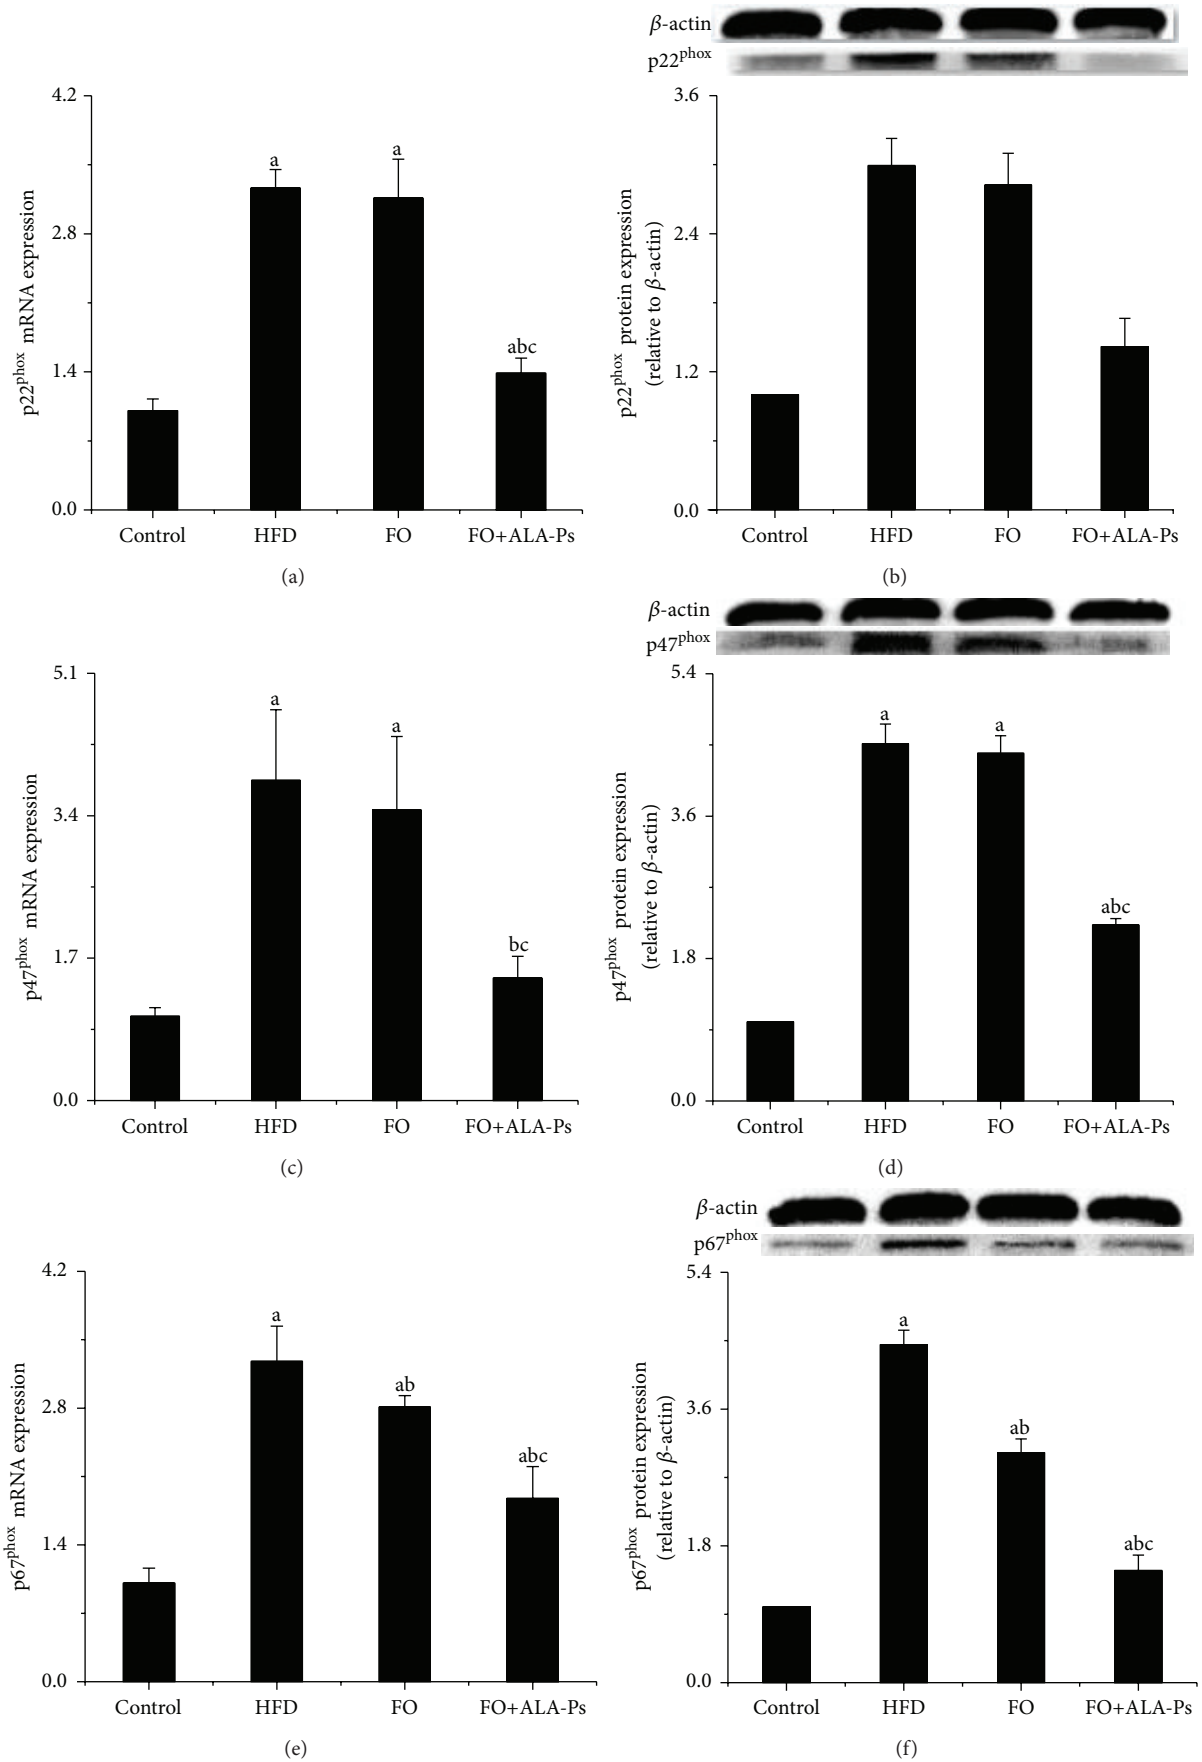 4.2
2.8
1.4
0.0
p22phox mRNA expression
a
a
abc
Control HFD FO FO+ALA-Ps
(a)
β-actin
p22phox
3.6
2.4
1.2
0.0
p22phox protein expression
(relative to β-actin)
Control HFD FO FO+ALA-Ps
(b)
5.1
3.4
1.7
0.0
p47phox mRNA expression
a
a
bc
Control HFD FO FO+ALA-Ps
(c)
β-actin
p47phox
5.4
3.6
1.8
0.0
p47phox protein expression
(relative to β-actin)
a
a
abc
Control HFD FO FO+ALA-Ps
(d)
4.2
2.8
1.4
0.0
p67phox mRNA expression
a
ab
abc
Control HFD FO FO+ALA-Ps
(e)
β-actin
p67phox
5.4
3.6
1.8
0.0
p67phox protein expression
(relative to β-actin)
a
ab
abc
Control HFD FO FO+ALA-Ps
(f)